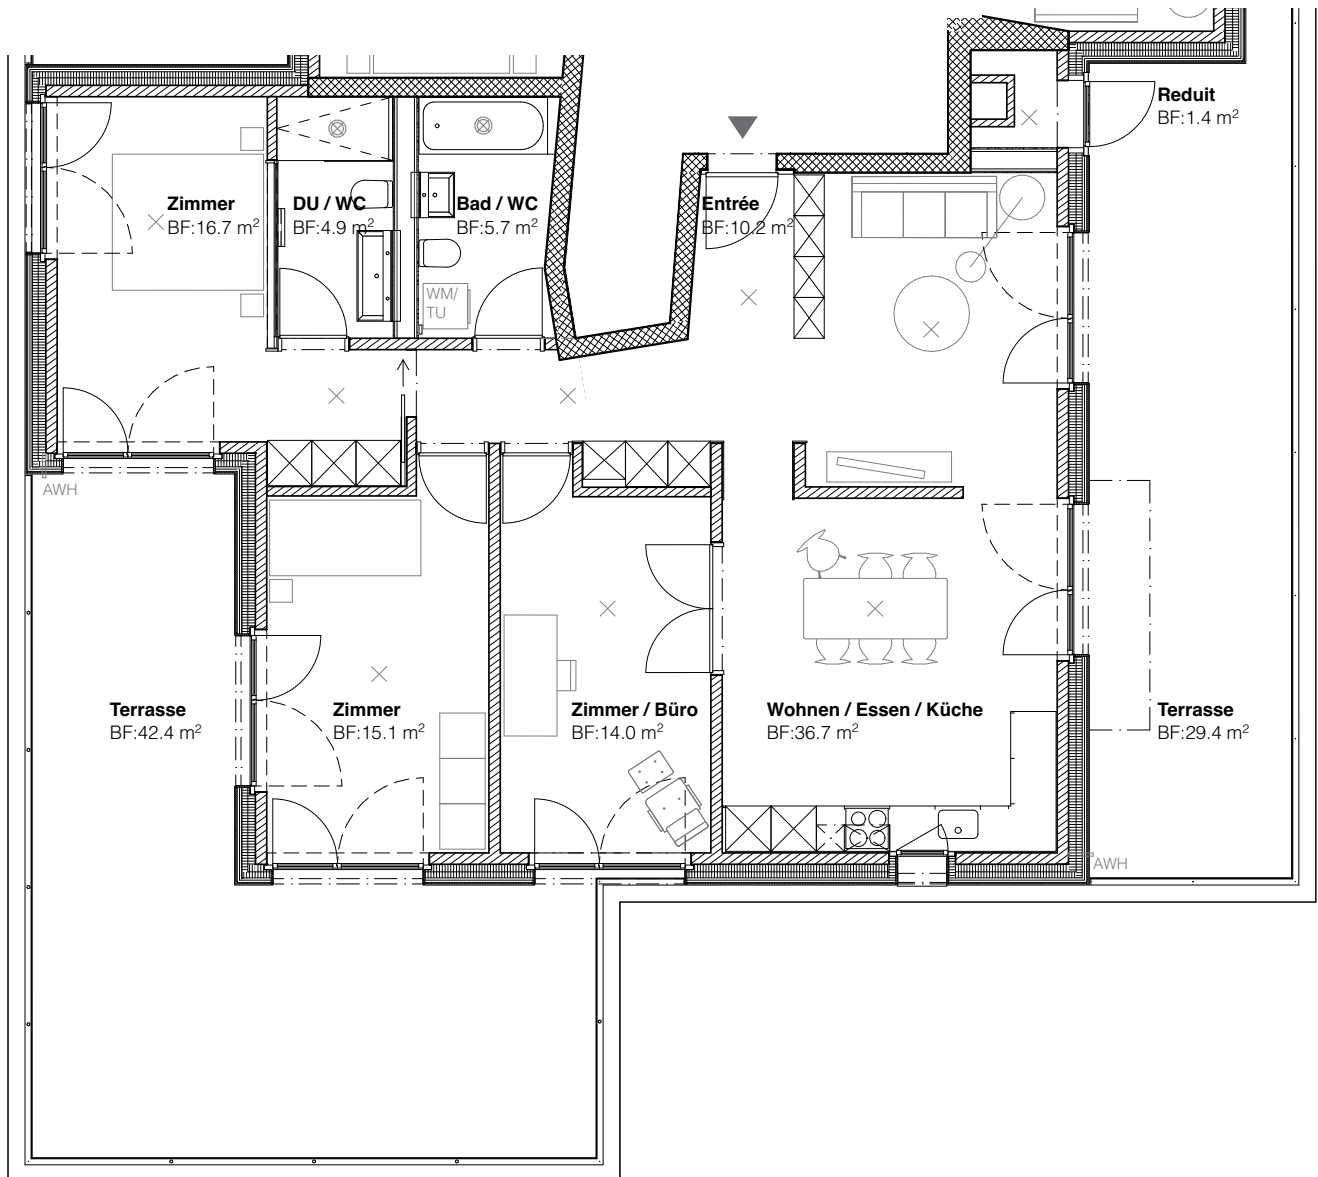 Reduit
BF:1.4 m²
Zimmer
BF:16.7 m²
DU / WC
BF:4.9 m²
Bad / WC
BF:5.7 m²
Entrée
BF:10.2 m²
WM/
TU
AWH
Terrasse
BF:42.4 m²
Zimmer
BF:15.1 m²
Zimmer / Büro
BF:14.0 m²
Wohnen / Essen / Küche
BF:36.7 m²
Terrasse
BF:29.4 m²
AWH